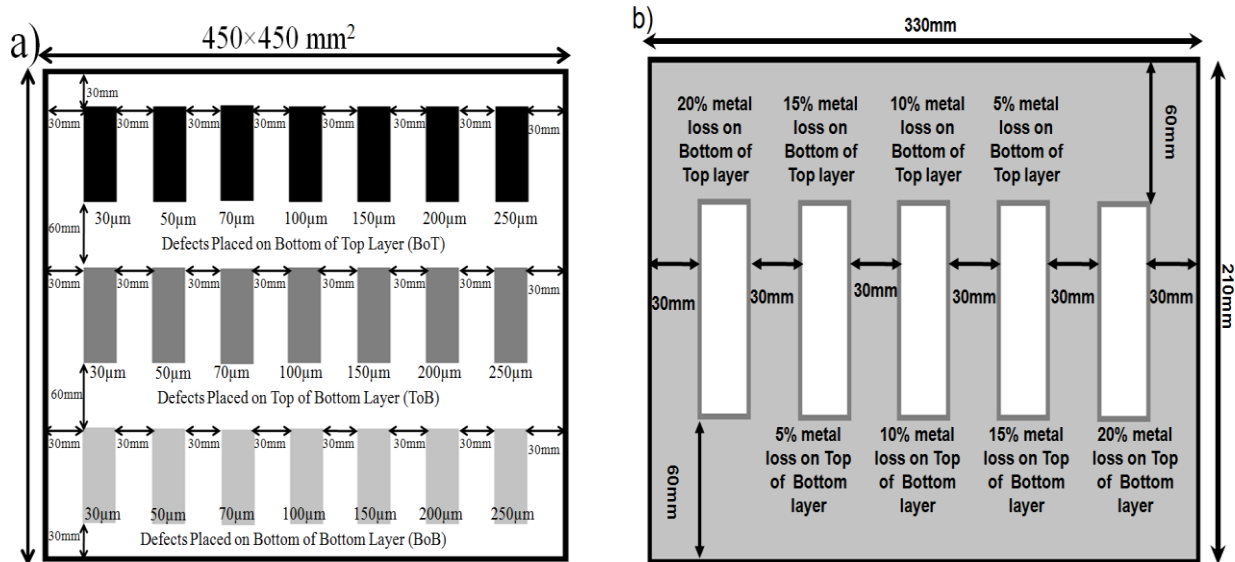 a)
450×450 mm²
30mm
30mm 30mm 30mm 30mm 30mm 30mm 30mm 30mm
30µm 50µm 70µm 100µm 150µm 200µm 250µm
60mm
Defects Placed on Bottom of Top Layer (BoT)
30mm 30mm 30mm 30mm 30mm 30mm 30mm 30mm
30µm 50µm 70µm 100µm 150µm 200µm 250µm
60mm
Defects Placed on Top of Bottom Layer (ToB)
30mm 30mm 30mm 30mm 30mm 30mm 30mm 30mm
30µm 50µm 70µm 100µm 150µm 200µm 250µm
30mm
Defects Placed on Bottom of Bottom Layer (BoB)
b)
330mm
20% metal
loss on
Bottom of
Top layer
15% metal
loss on
Bottom of
Top layer
10% metal
loss on
Bottom of
Top layer
5% metal
loss on
Bottom of
Top layer
60mm
210mm
30mm 30mm 30mm 30mm 30mm 30mm
5% metal
loss on Top
of Bottom
layer
10% metal
loss on Top
of Bottom
layer
15% metal
loss on Top
of Bottom
layer
20% metal
loss on Top
of Bottom
layer
60mm